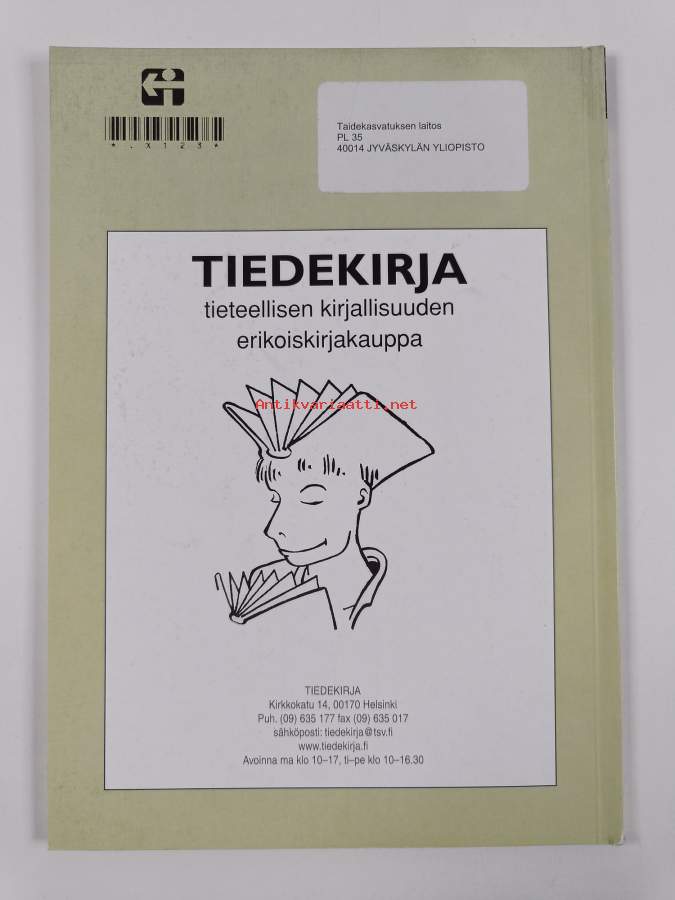 Taidekasvatuksen laitos
PL 35
40014 JYVÄSKYLÄN YLIOPISTO
*.X123*
TIEDEKIRJA
tieteellisen kirjallisuuden
erikoiskirjakauppa
Antikvariaatti.net
TIEDEKIRJA
Kirkkokatu 14, 00170 Helsinki
Puh. (09) 635 177 fax (09) 635 017
sähköposti: tiedekirja@tsv.fi
www.tiedekirja.fi
Avoinna ma klo 10–17, ti–pe klo 10–16.30